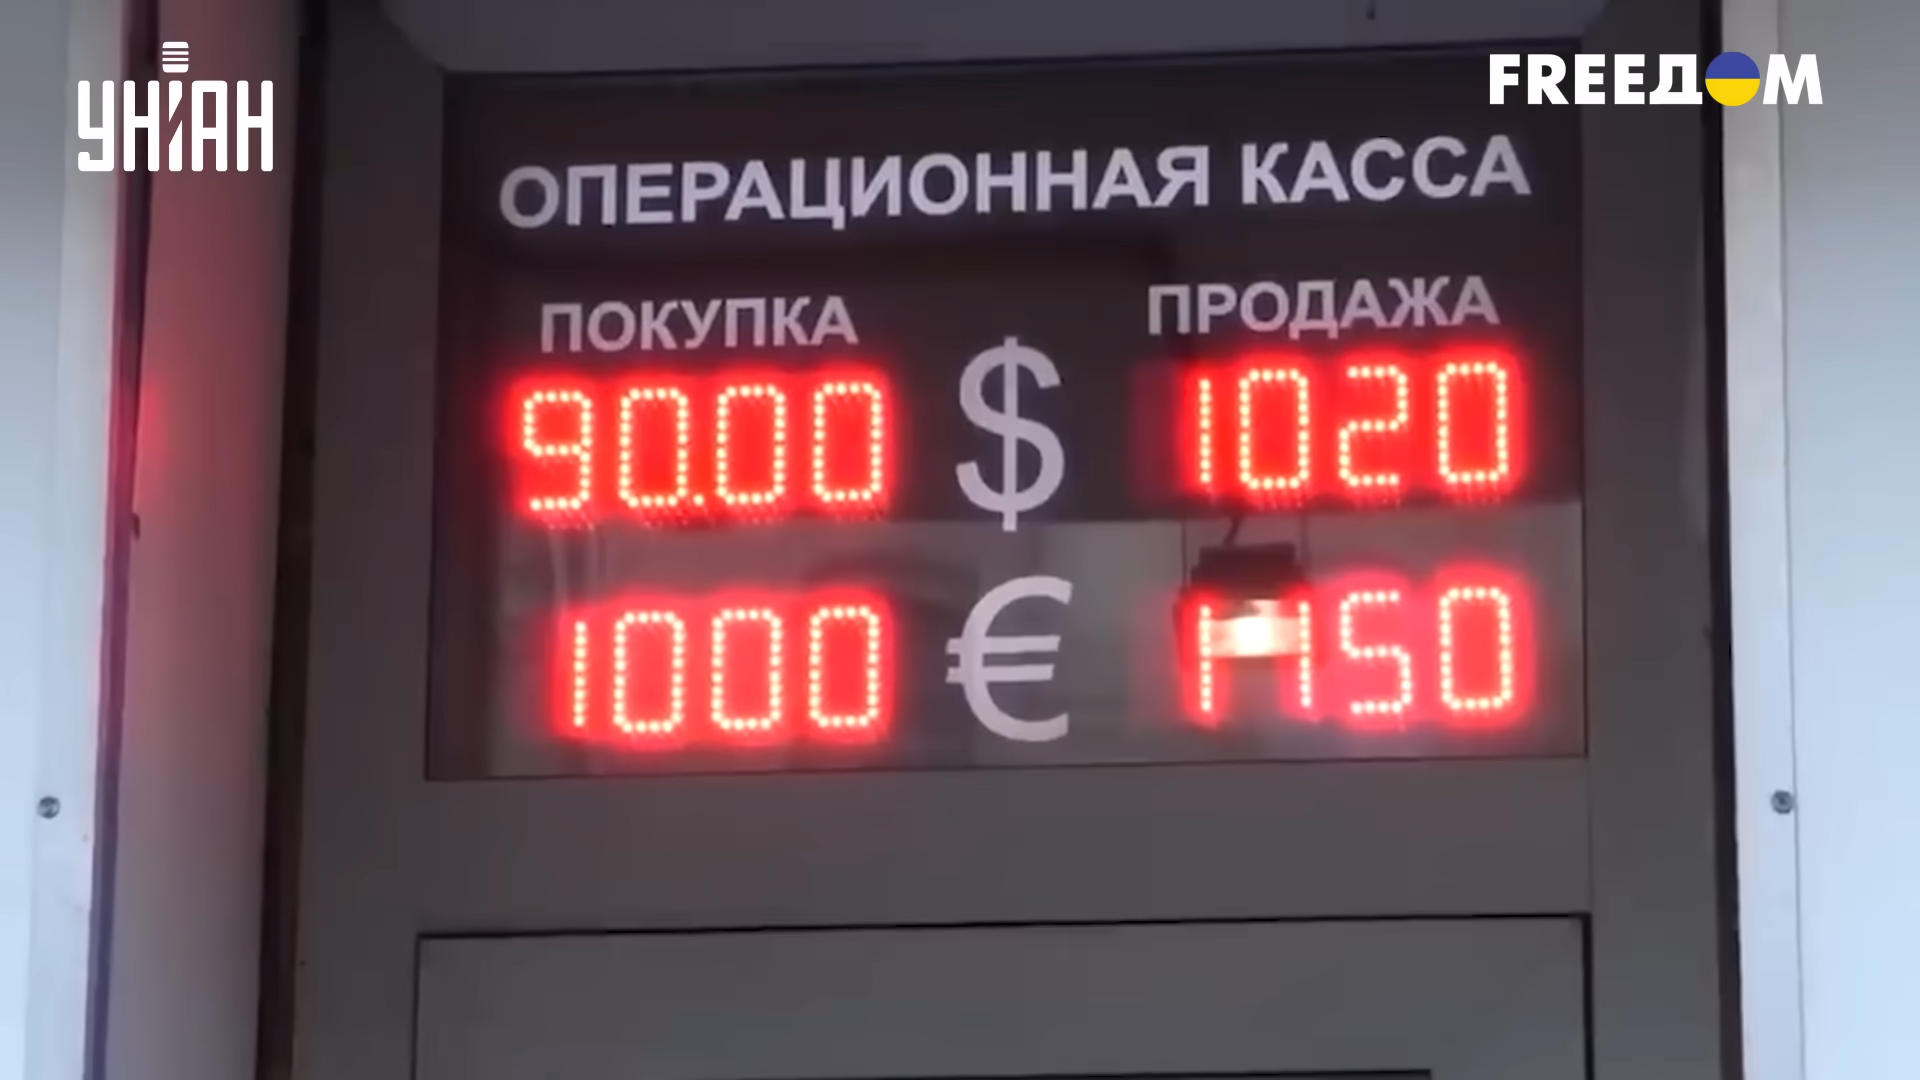 УНІАН
FREEДOM
ОПЕРАЦИОННАЯ КАССА
ПОКУПКА ПРОДАЖА
90.00 $ 1020
1000 € 1150